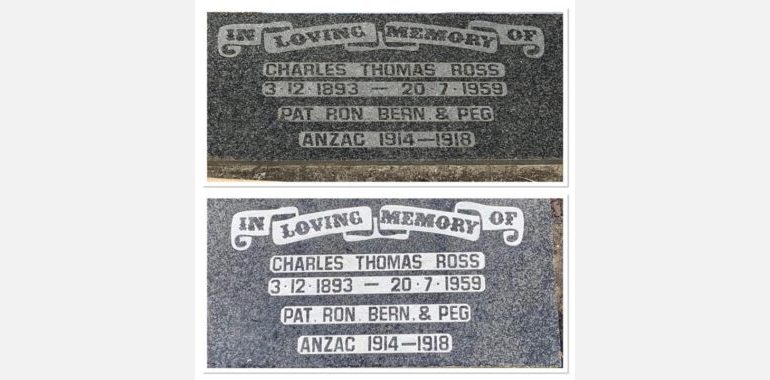 IN LOVING MEMORY OF
CHARLES THOMAS ROSS
3·12·1893 — 20·7·1959
PAT. RON. BERN. & PEG
ANZAC 1914—1918
IN LOVING MEMORY OF
CHARLES THOMAS ROSS
3·12·1893 — 20·7·1959
PAT. RON. BERN. & PEG
ANZAC 1914—1918